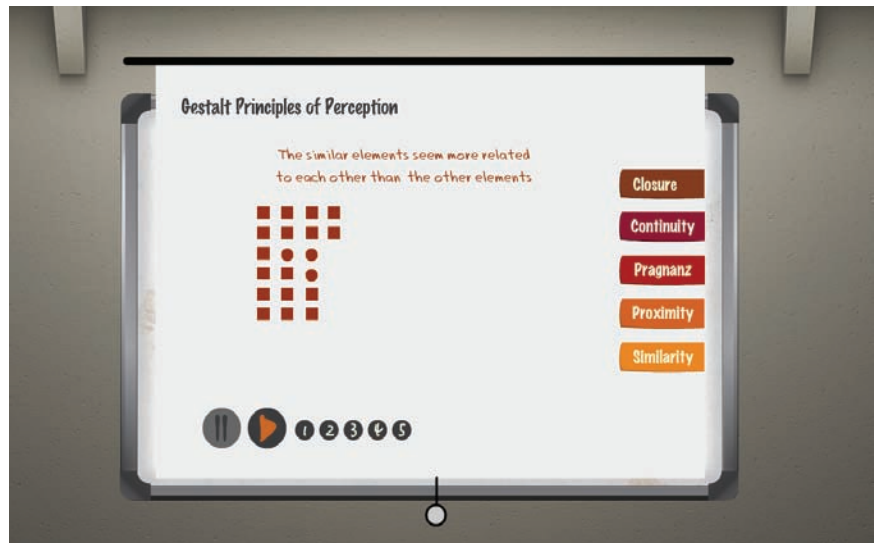 Gestalt Principles of Perception
The similar elements seem more related
to each other than the other elements
Closure
Continuity
Pragnanz
Proximity
Similarity
1 2 3 4 5